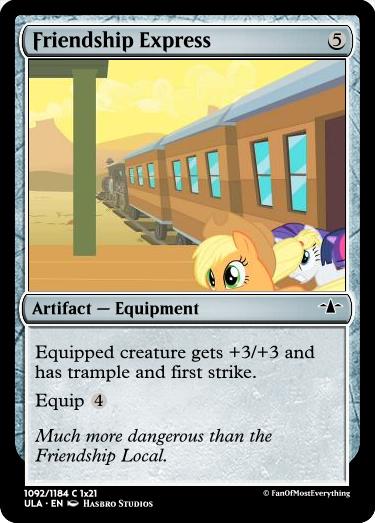 Friendship Express 5
Artifact — Equipment
Equipped creature gets +3/+3 and
has trample and first strike.
Equip 4
Much more dangerous than the
Friendship Local.
1092/1184 C 1x21
ULA • EN Hasbro Studios
© FanOfMostEverything